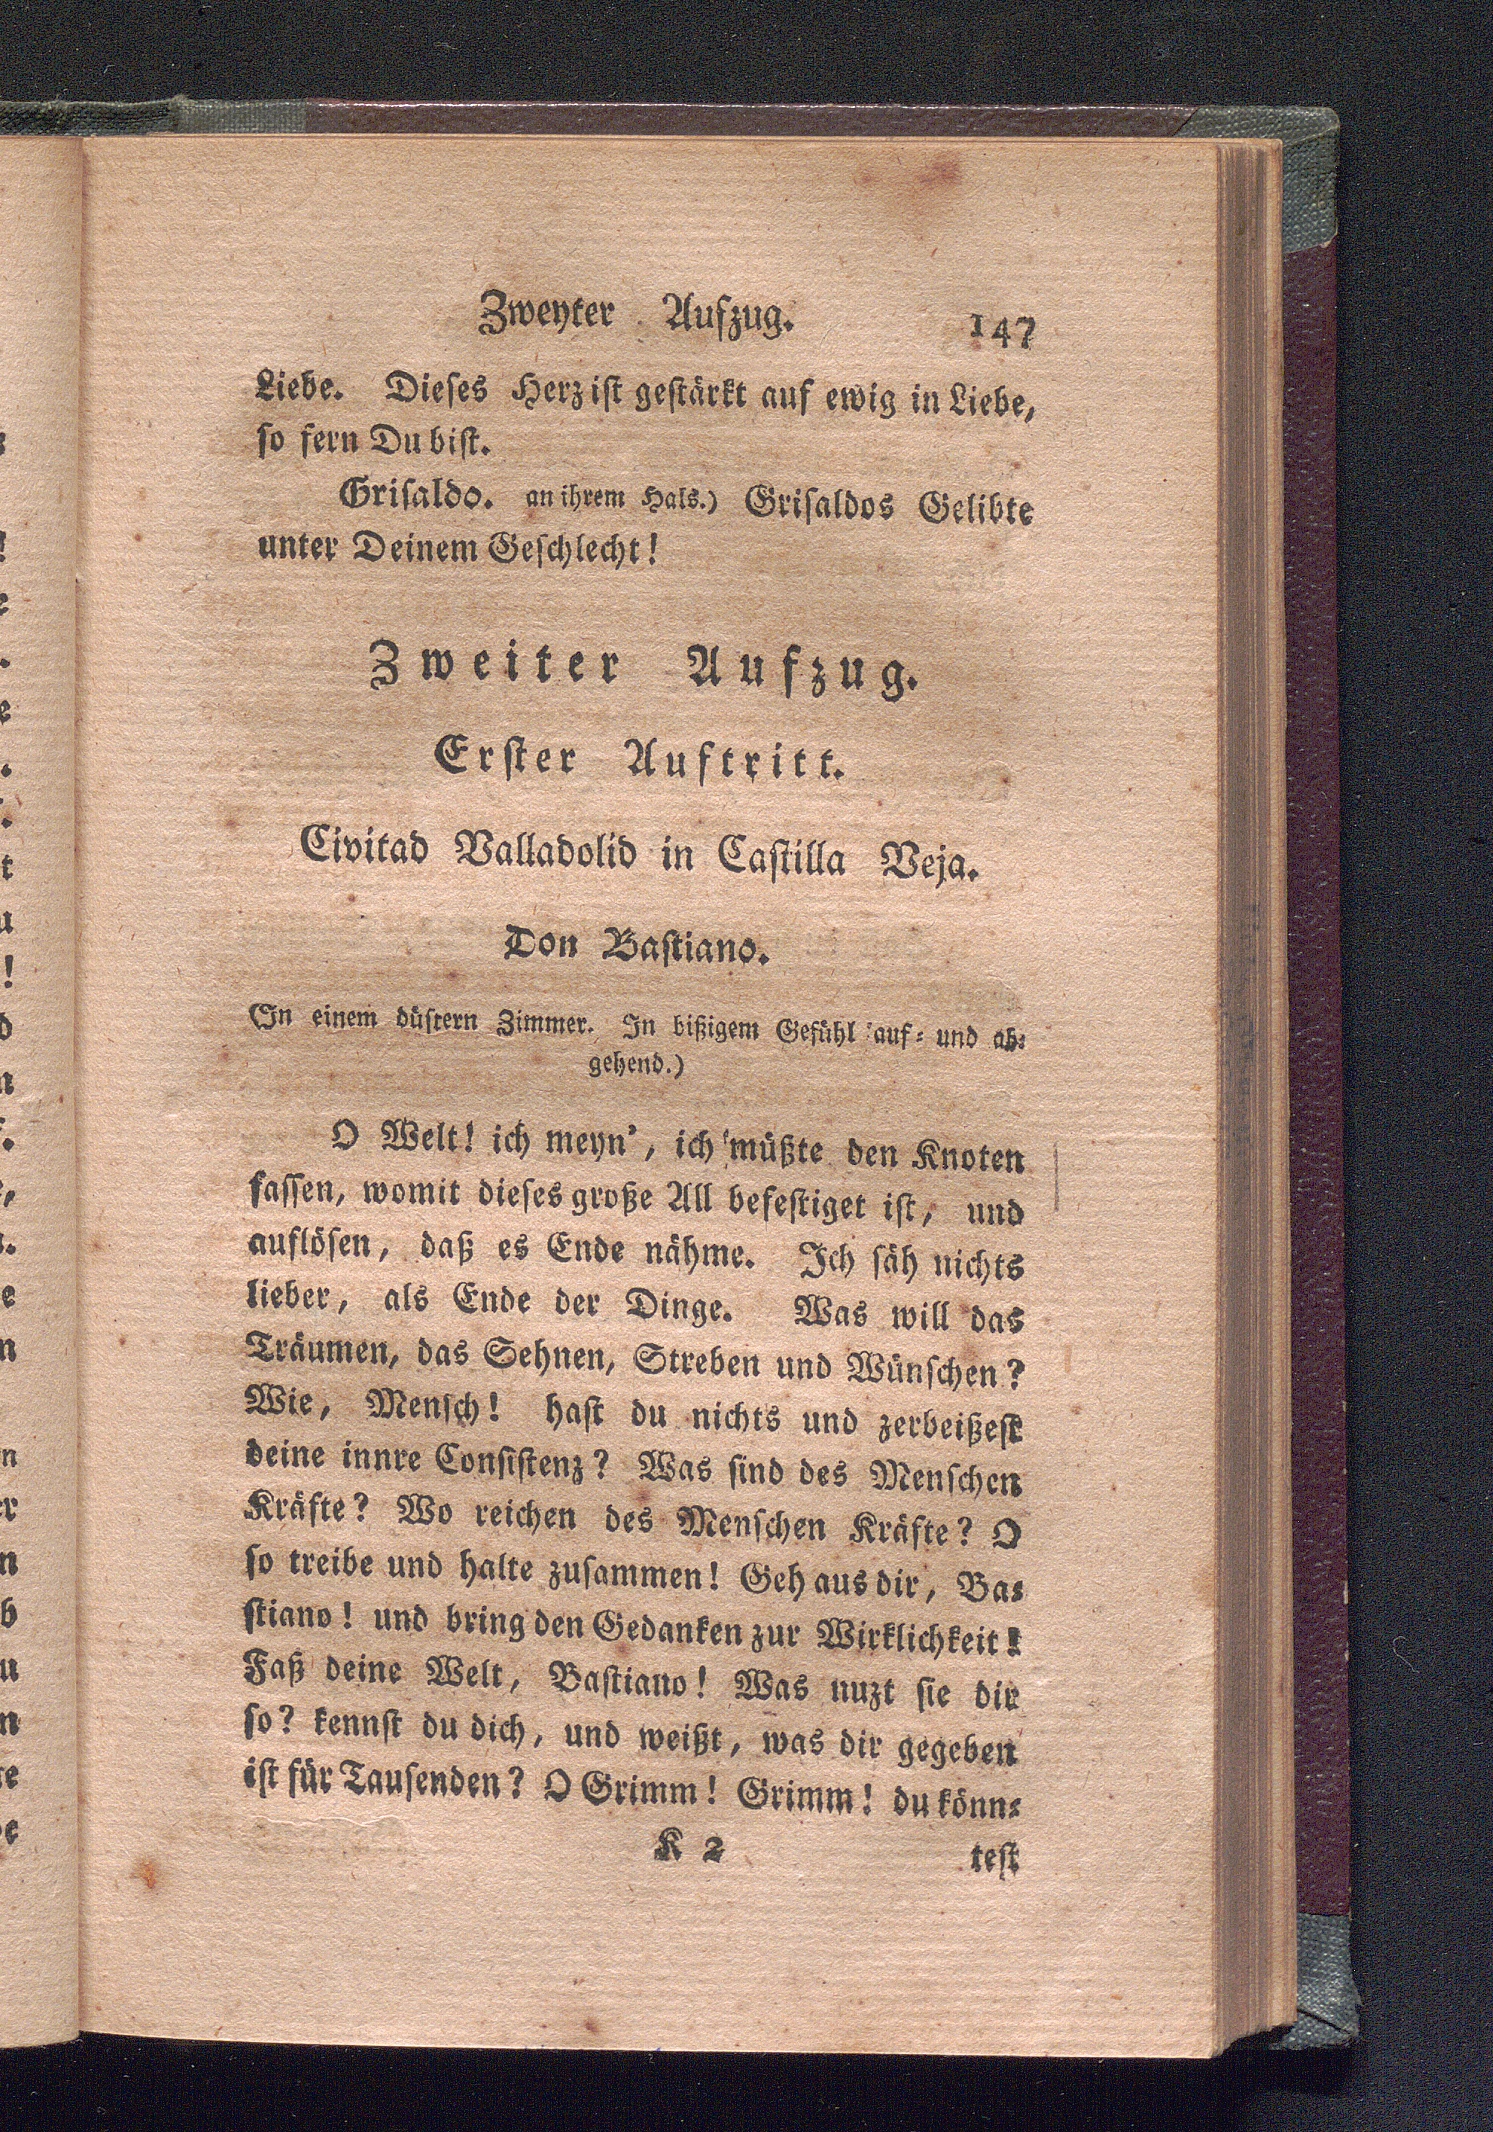 Zweyter Aufzug. 147
Liebe. Dieſes Herz iſt geſtärkt auf ewig in Liebe,
ſo fern Du biſt.
Griſaldo. an ihrem Hals.) Griſaldos Gelibte
unter Deinem Geſchlecht!
Zweiter Aufzug.
Erſter Auftritt.
Civitad Valladolid in Caſtilla Veja.
Don Baſtiano.
(In einem düſtern Zimmer. In bißigem Gefühl auf⸗ und ab⸗
gehend.)
O Welt! ich meyn', ich müßte den Knoten
faſſen, womit dieſes große All befeſtiget iſt, und
auflöſen, daß es Ende nähme. Ich ſäh nichts
lieber, als Ende der Dinge. Was will das
Träumen, das Sehnen, Streben und Wünſchen?
Wie, Menſch! haſt du nichts und zerbeißeſt
deine innre Conſiſtenz? Was ſind des Menſchen
Kräfte? Wo reichen des Menſchen Kräfte? O
ſo treibe und halte zuſammen! Geh aus dir, Ba⸗
ſtiano! und bring den Gedanken zur Wirklichkeit!
Faß deine Welt, Baſtiano! Was nuzt ſie dir
ſo? kennſt du dich, und weißt, was dir gegeben
iſt für Tauſenden? O Grimm! Grimm! du könn⸗
K 2 teſt